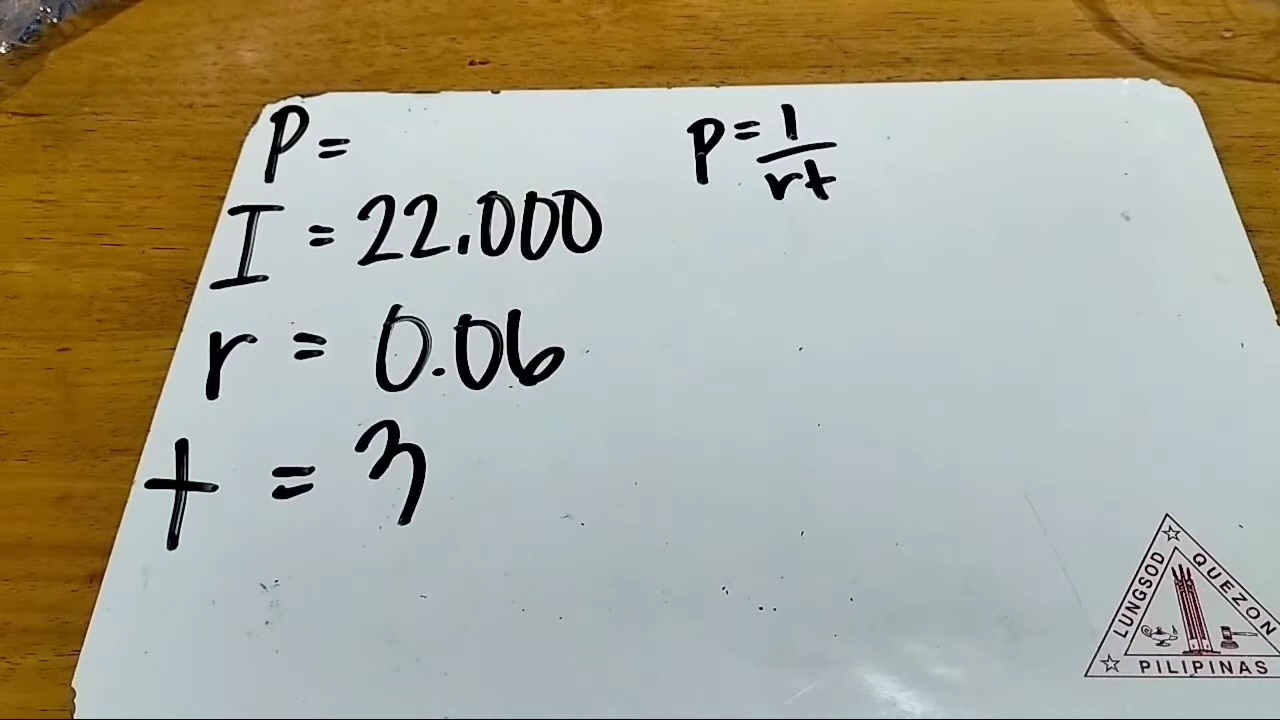 P=
I = 22.000
r = 0.06
t = 3
P = I
rt
LUNGSOD QUEZON
PILIPINAS